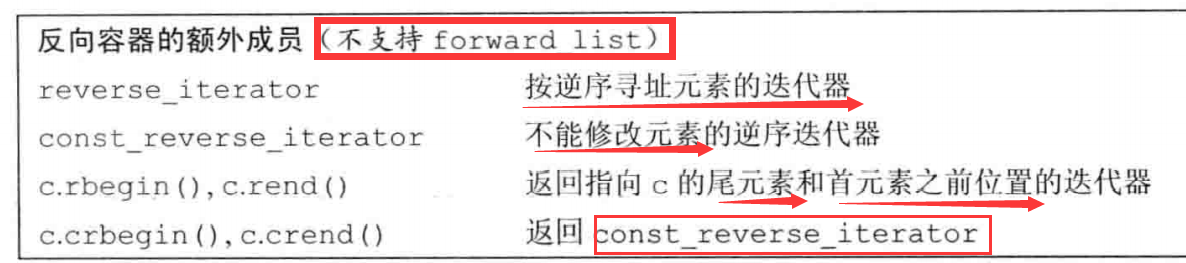 反向容器的额外成员（不支持 forward list）
reverse_iterator 按逆序寻址元素的迭代器
const_reverse_iterator 不能修改元素的逆序迭代器
c.rbegin(),c.rend() 返回指向 c 的尾元素和首元素之前位置的迭代器
c.crbegin(),c.crend() 返回 const_reverse_iterator